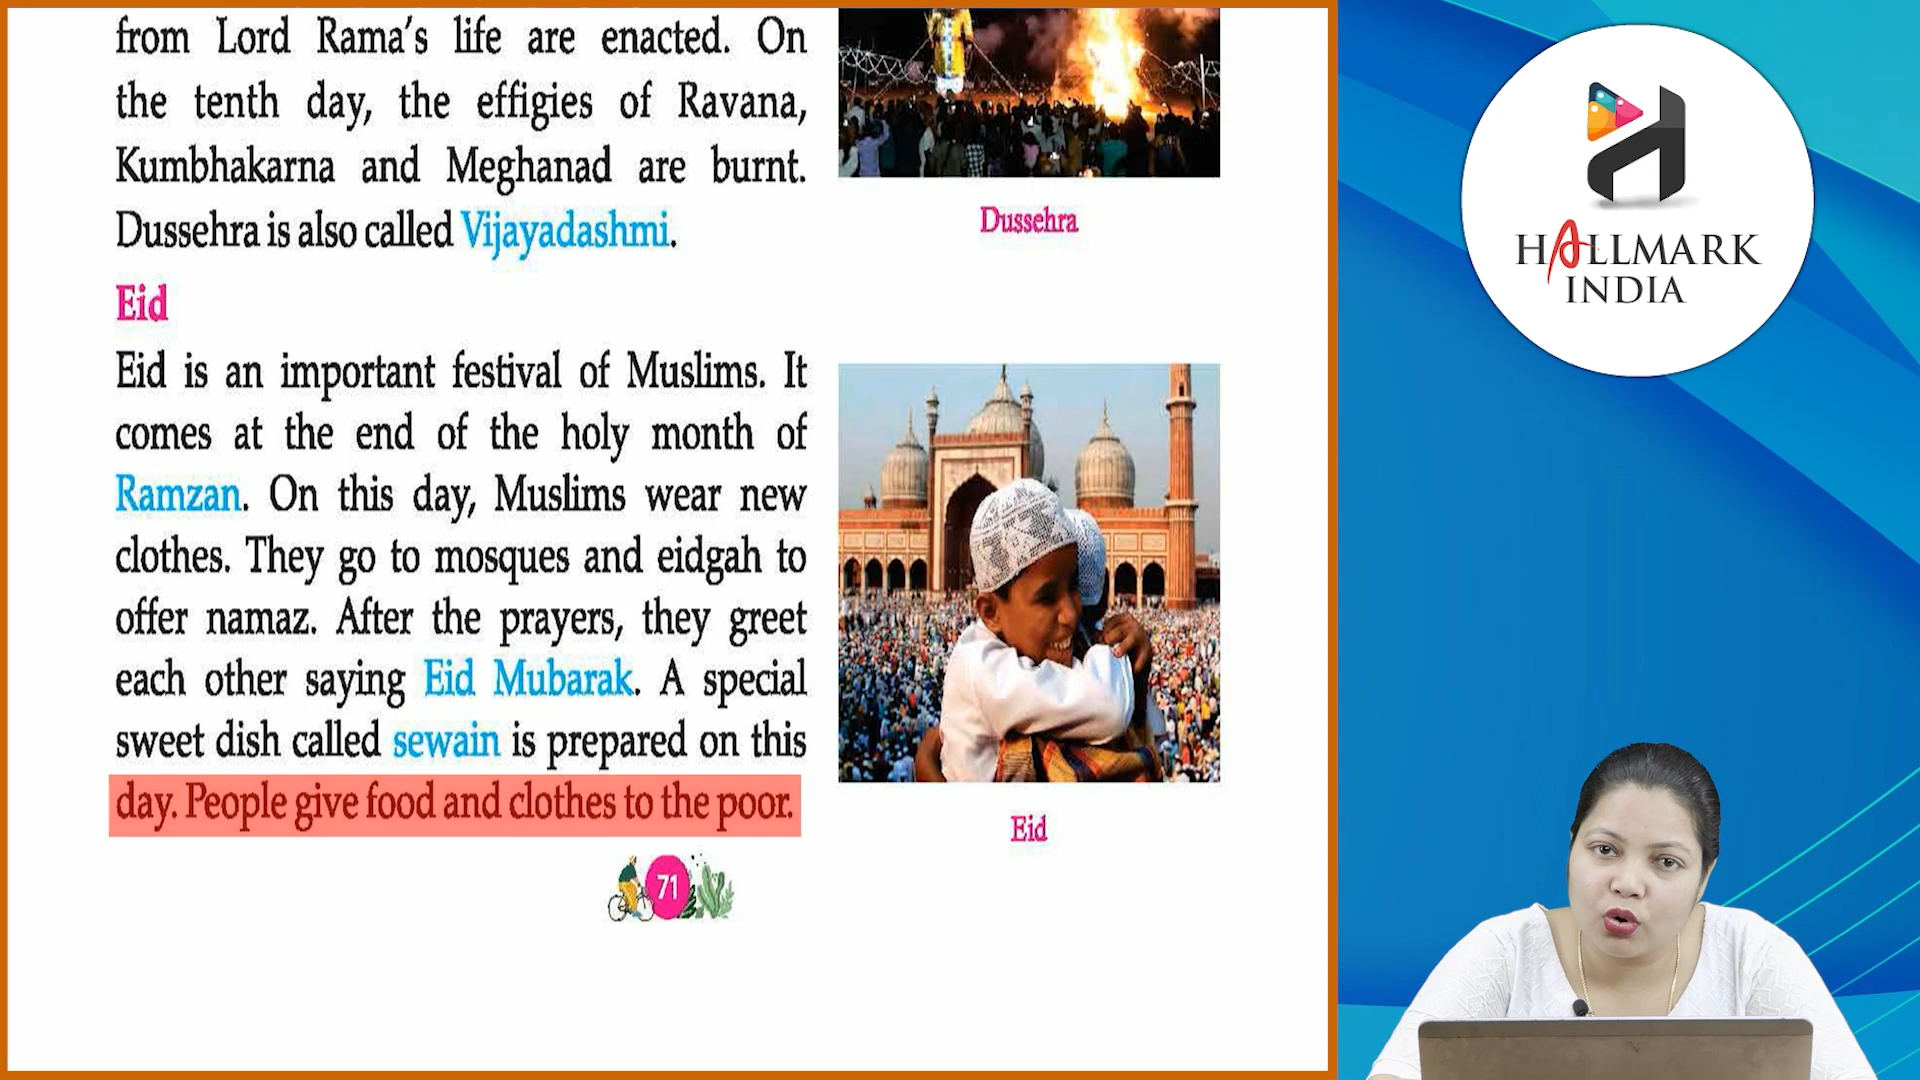 from Lord Rama's life are enacted. On
the tenth day, the effigies of Ravana,
Kumbhakarna and Meghanad are burnt.
Dussehra is also called Vijayadashmi.
Dussehra
Eid
Eid is an important festival of Muslims. It
comes at the end of the holy month of
Ramzan. On this day, Muslims wear new
clothes. They go to mosques and eidgah to
offer namaz. After the prayers, they greet
each other saying Eid Mubarak. A special
sweet dish called sewain is prepared on this
day. People give food and clothes to the poor.
Eid
71
HALLMARK
INDIA